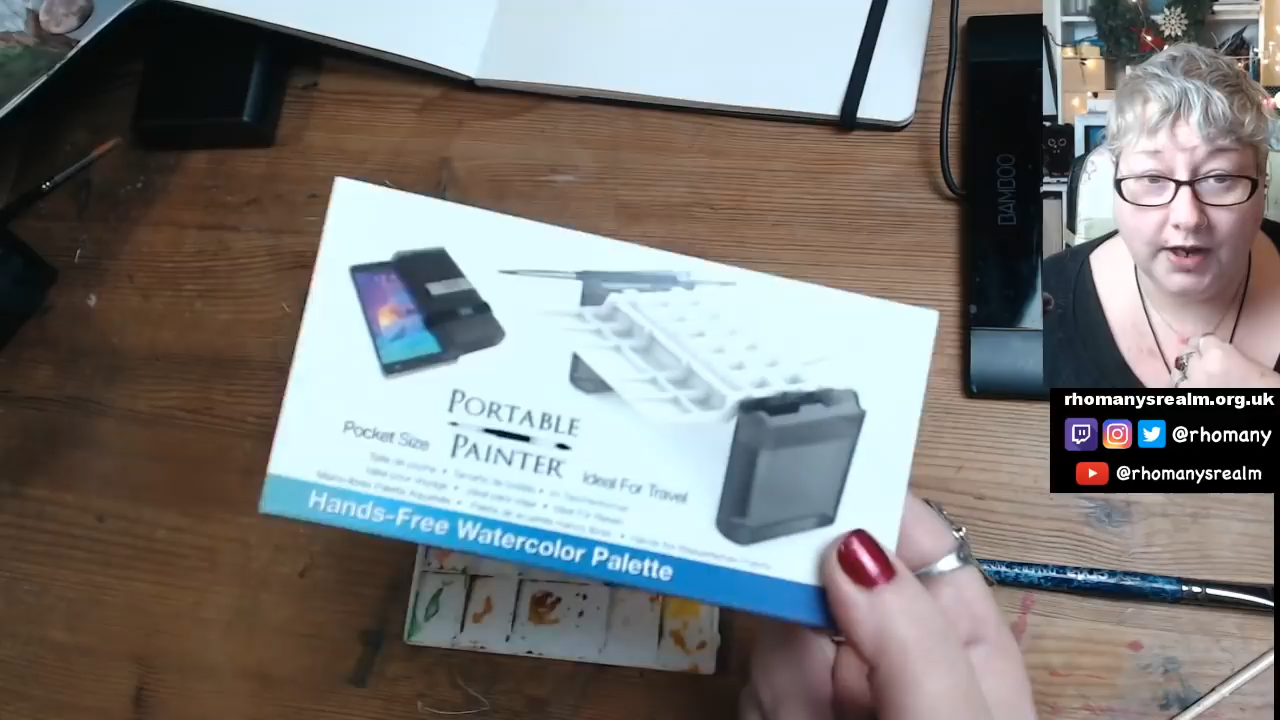 BAMBOO
PORTABLE
PAINTER
Pocket Size
Ideal For Travel
Hands-Free Watercolor Palette
rhomanysrealm.org.uk
@rhomany
@rhomanysrealm